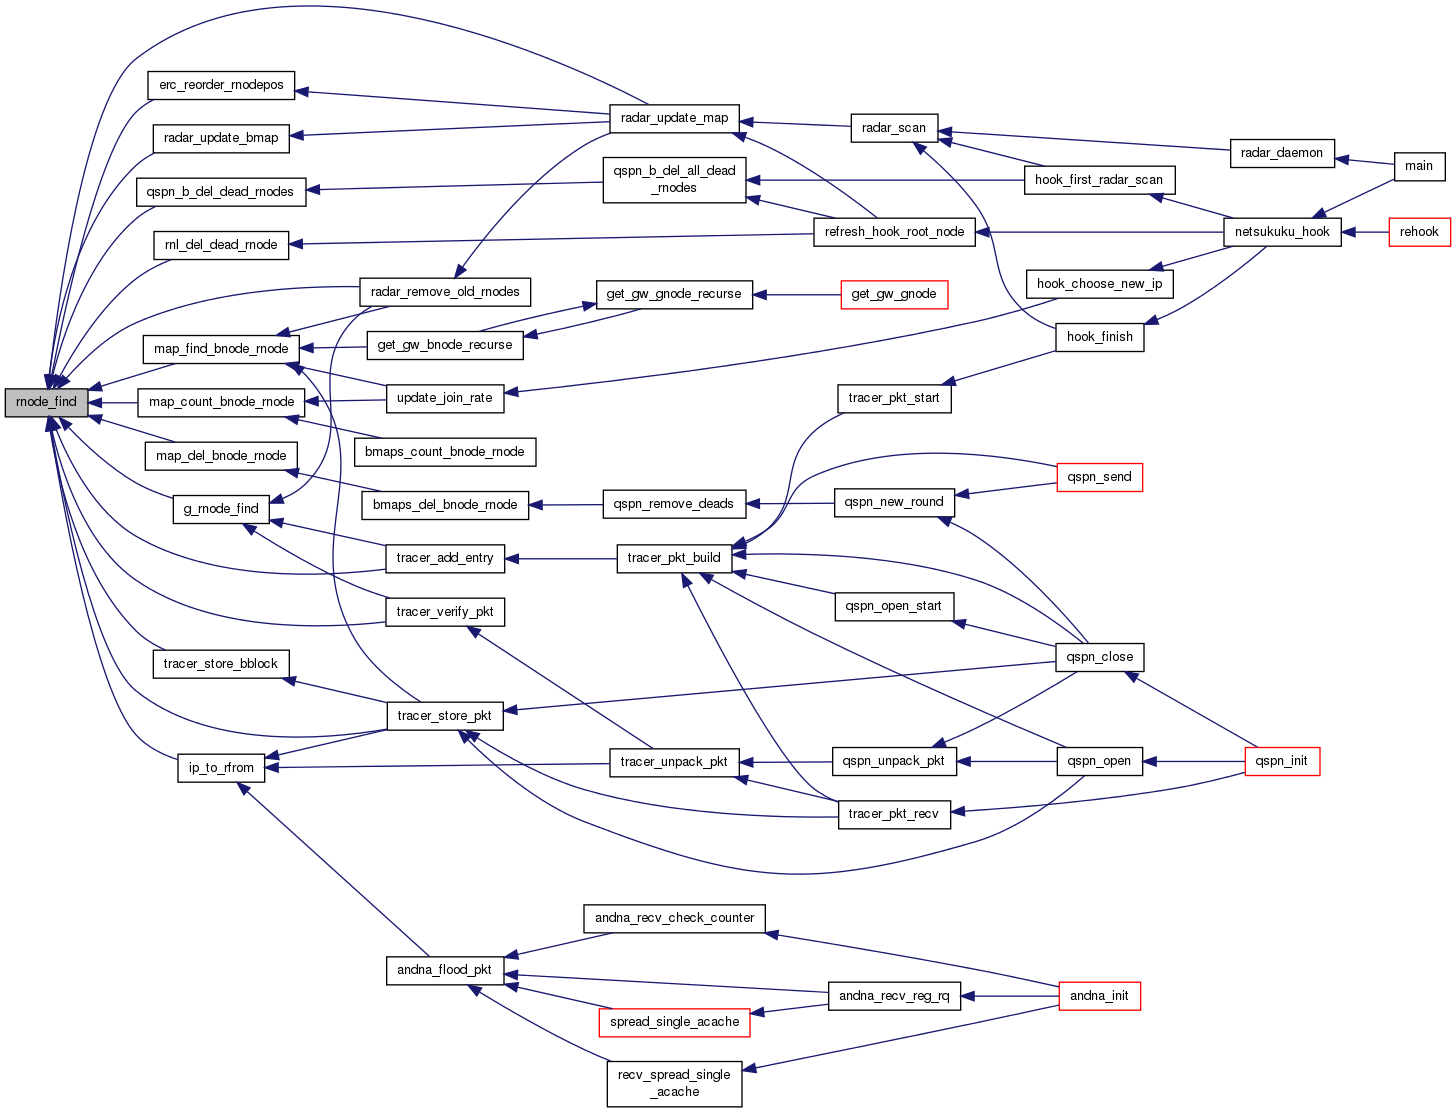 rnode_find
erc_reorder_rnodepos
radar_update_bmap
qspn_b_del_dead_rnodes
rnl_del_dead_rnode
map_find_bnode_rnode
map_count_bnode_rnode
map_del_bnode_rnode
g_rnode_find
tracer_store_bblock
ip_to_rfrom
radar_remove_old_rnodes
get_gw_bnode_recurse
update_join_rate
bmaps_count_bnode_rnode
bmaps_del_bnode_rnode
tracer_add_entry
tracer_verify_pkt
tracer_store_pkt
andna_flood_pkt
radar_update_map
qspn_b_del_all_dead
_rnodes
get_gw_gnode_recurse
qspn_remove_deads
tracer_pkt_build
tracer_unpack_pkt
andna_recv_check_counter
spread_single_acache
recv_spread_single
_acache
radar_scan
refresh_hook_root_node
get_gw_gnode
tracer_pkt_start
qspn_new_round
qspn_open_start
qspn_unpack_pkt
tracer_pkt_recv
andna_recv_reg_rq
hook_first_radar_scan
hook_choose_new_ip
hook_finish
qspn_send
qspn_close
qspn_open
andna_init
radar_daemon
netsukuku_hook
qspn_init
main
rehook